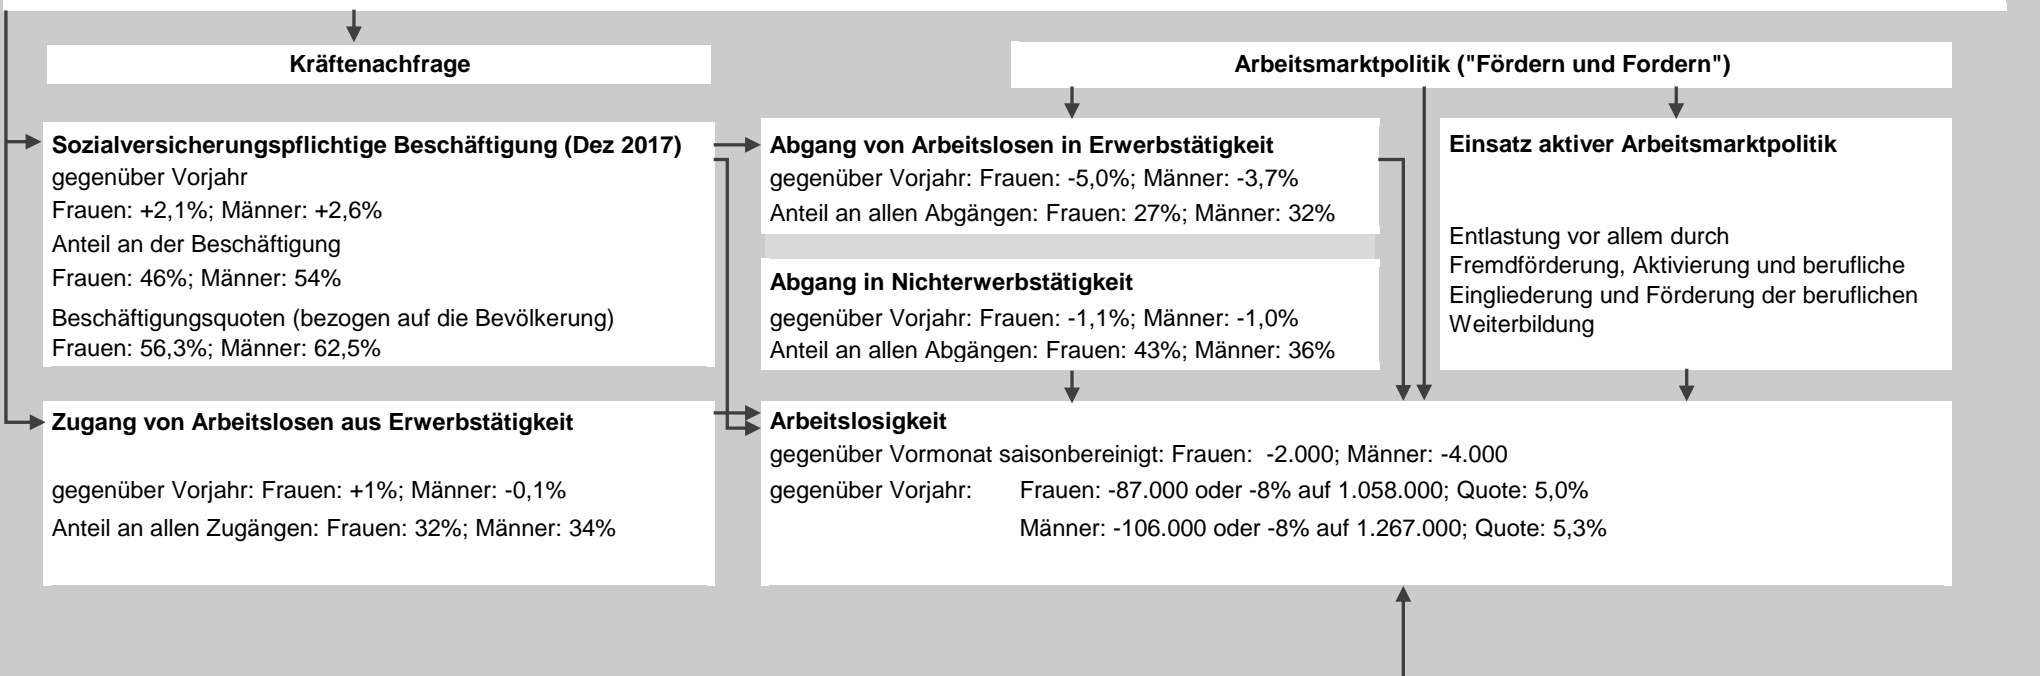 Kräftenachfrage
Arbeitsmarktpolitik ("Fördern und Fordern")
Sozialversicherungspflichtige Beschäftigung (Dez 2017)
gegenüber Vorjahr
Frauen: +2,1%; Männer: +2,6%
Anteil an der Beschäftigung
Frauen: 46%; Männer: 54%
Beschäftigungsquoten (bezogen auf die Bevölkerung)
Frauen: 56,3%; Männer: 62,5%
Abgang von Arbeitslosen in Erwerbstätigkeit
gegenüber Vorjahr: Frauen: -5,0%; Männer: -3,7%
Anteil an allen Abgängen: Frauen: 27%; Männer: 32%
Abgang in Nichterwerbstätigkeit
gegenüber Vorjahr: Frauen: -1,1%; Männer: -1,0%
Anteil an allen Abgängen: Frauen: 43%; Männer: 36%
Einsatz aktiver Arbeitsmarktpolitik
Entlastung vor allem durch
Fremdförderung, Aktivierung und berufliche
Eingliederung und Förderung der beruflichen
Weiterbildung
Zugang von Arbeitslosen aus Erwerbstätigkeit
gegenüber Vorjahr: Frauen: +1%; Männer: -0,1%
Anteil an allen Zugängen: Frauen: 32%; Männer: 34%
Arbeitslosigkeit
gegenüber Vormonat saisonbereinigt: Frauen: -2.000; Männer: -4.000
gegenüber Vorjahr: Frauen: -87.000 oder -8% auf 1.058.000; Quote: 5,0%
Männer: -106.000 oder -8% auf 1.267.000; Quote: 5,3%